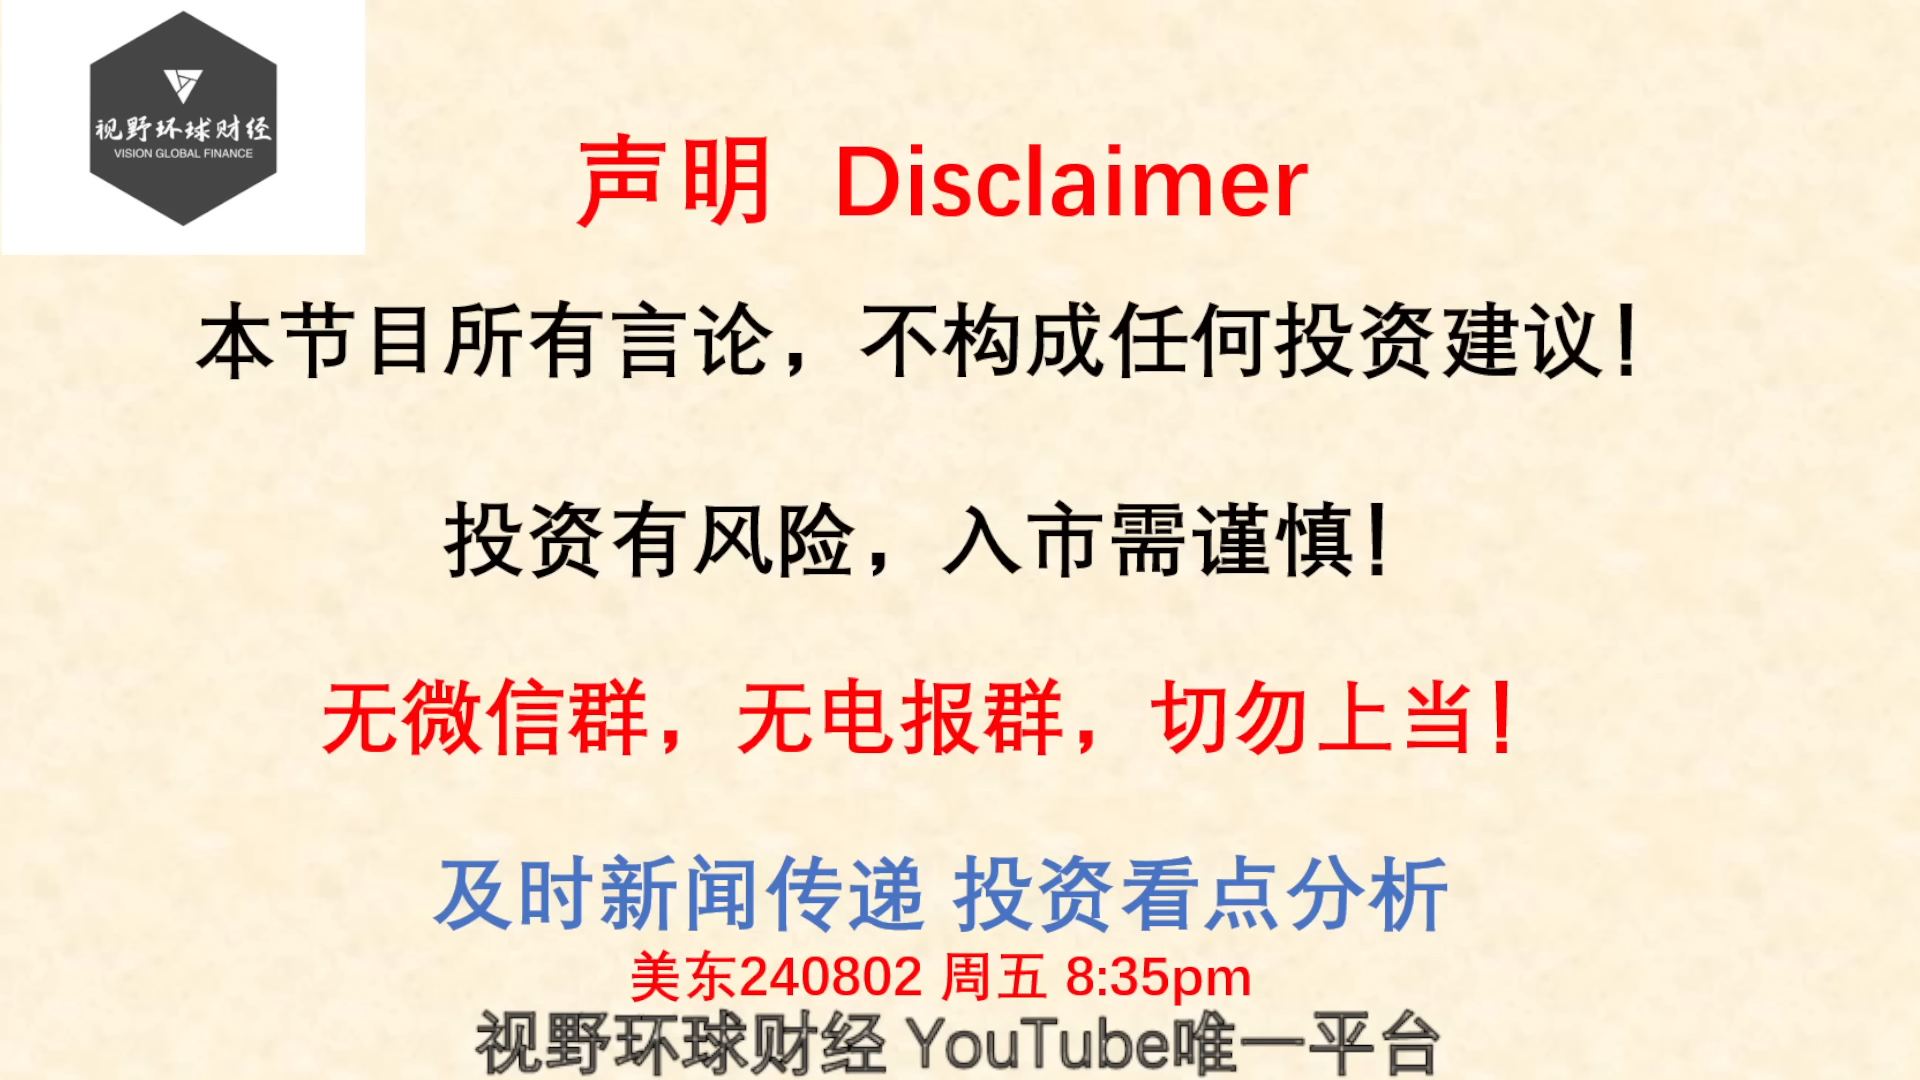 视野环球财经
VISION GLOBAL FINANCE
声明 Disclaimer
本节目所有言论，不构成任何投资建议！
投资有风险，入市需谨慎！
无微信群，无电报群，切勿上当！
及时新闻传递 投资看点分析
美东240802 周五 8:35pm
视野环球财经 YouTube唯一平台